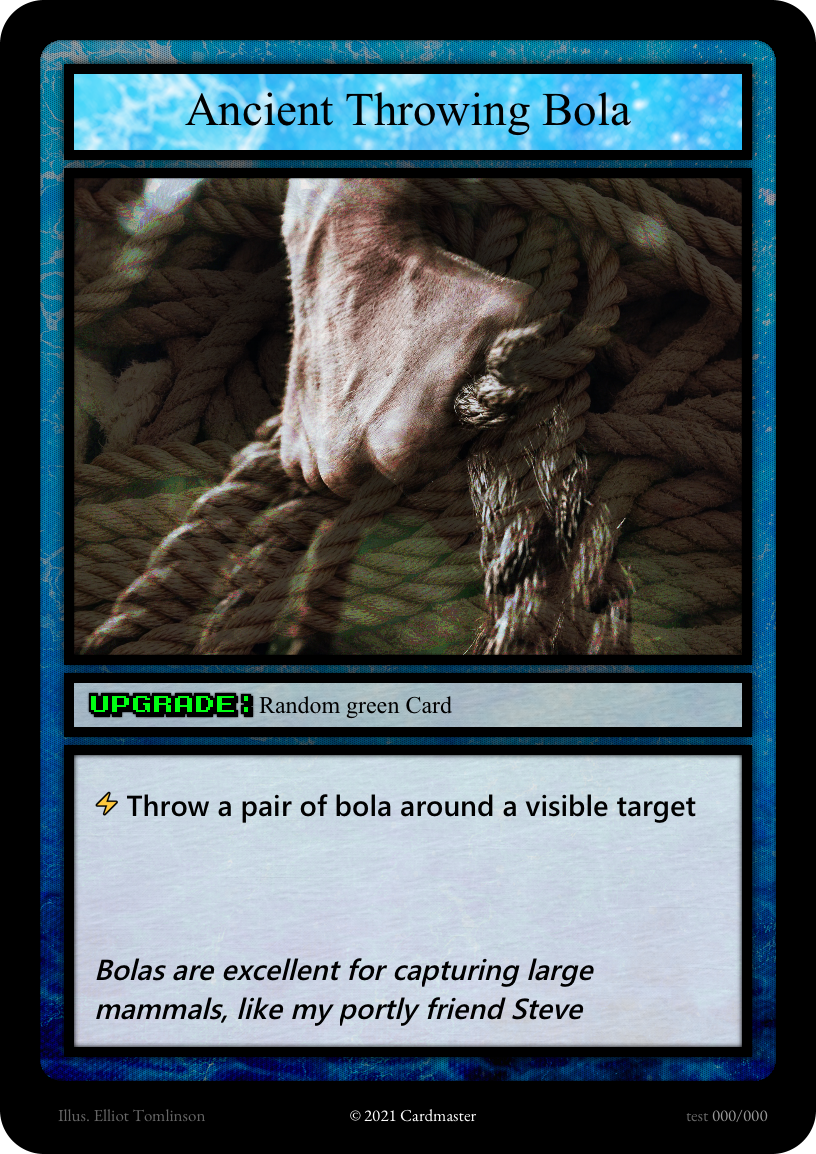 Ancient Throwing Bola
UPGRADE: Random green Card
⚡ Throw a pair of bola around a visible target
Bolas are excellent for capturing large
mammals, like my portly friend Steve
Illus. Elliot Tomlinson
© 2021 Cardmaster
test 000/000